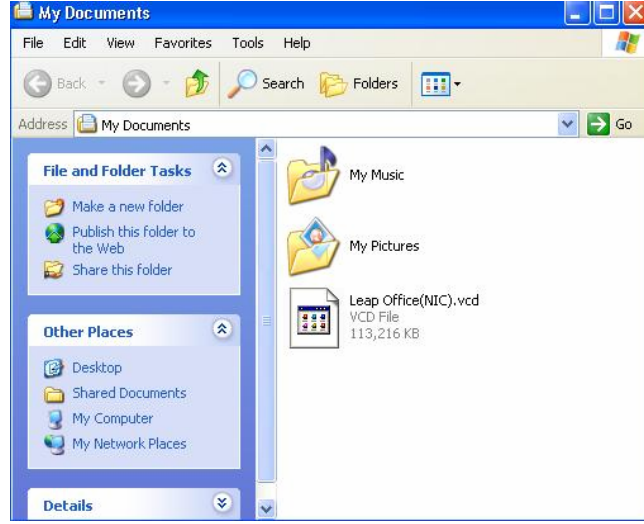 My Documents
File Edit View Favorites Tools Help
Back Search Folders
Address My Documents Go
File and Folder Tasks
Make a new folder
Publish this folder to
the Web
Share this folder
Other Places
Desktop
Shared Documents
My Computer
My Network Places
Details
My Music
My Pictures
Leap Office(NIC).vcd
VCD File
113,216 KB